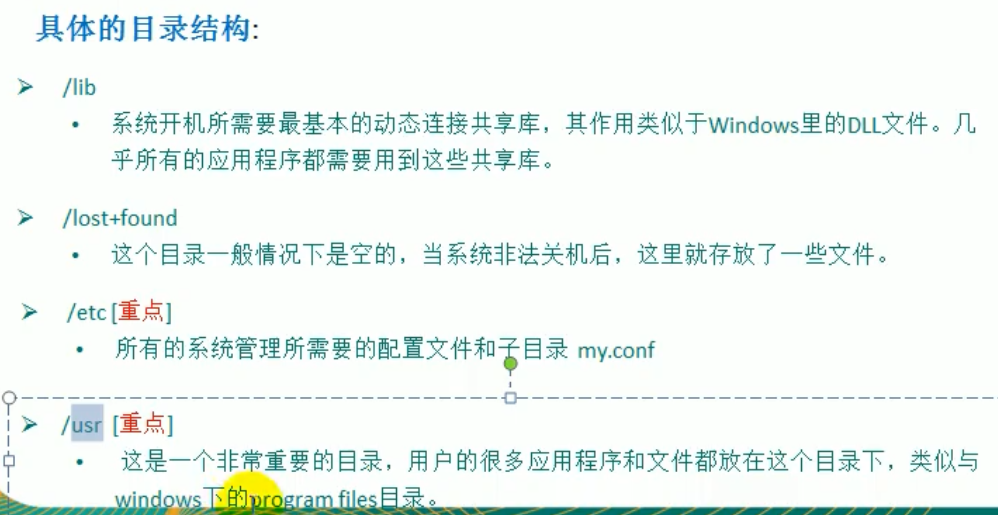 具体的目录结构:
/lib
系统开机所需要最基本的动态连接共享库，其作用类似于Windows里的DLL文件。几
乎所有的应用程序都需要用到这些共享库。
/lost+found
这个目录一般情况下是空的，当系统非法关机后，这里就存放了一些文件。
/etc [重点]
所有的系统管理所需要的配置文件和子目录 my.conf
/usr [重点]
这是一个非常重要的目录，用户的很多应用程序和文件都放在这个目录下，类似与
windows下的program files目录。